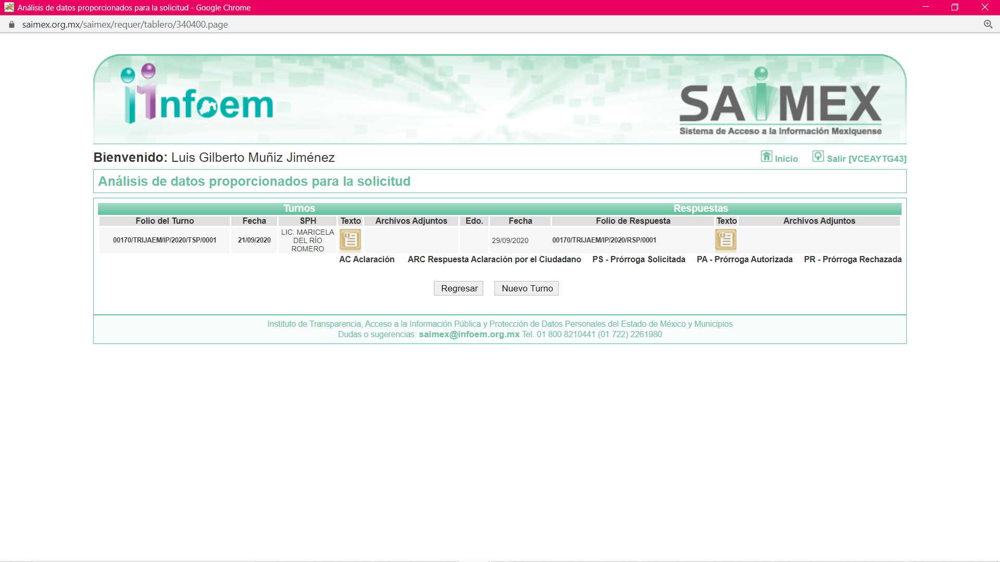 Análisis de datos proporcionados para la solicitud - Google Chrome
saimex.org.mx/saimex/requer/tablero/340400.page
infoem
SAIMEX
Sistema de Acceso a la Información Mexiquense
Bienvenido: Luis Gilberto Muñiz Jiménez
Inicio Salir [VCEAYTG43]
Análisis de datos proporcionados para la solicitud
Turnos Respuestas
Folio del Turno Fecha SPH Texto Archivos Adjuntos Edo. Fecha Folio de Respuesta Texto Archivos Adjuntos
00170/TRIJAEM/IP/2020/TSP/0001 21/09/2020 LIC. MARICELA DEL RÍO ROMERO 29/09/2020 00170/TRIJAEM/IP/2020/RSP/0001
AC Aclaración ARC Respuesta Aclaración por el Ciudadano PS - Prórroga Solicitada PA - Prórroga Autorizada PR - Prórroga Rechazada
Regresar Nuevo Turno
Instituto de Transparencia, Acceso a la Información Pública y Protección de Datos Personales del Estado de México y Municipios
Dudas o sugerencias: saimex@infoem.org.mx Tel. 01 800 8210441 (01 722) 2261980